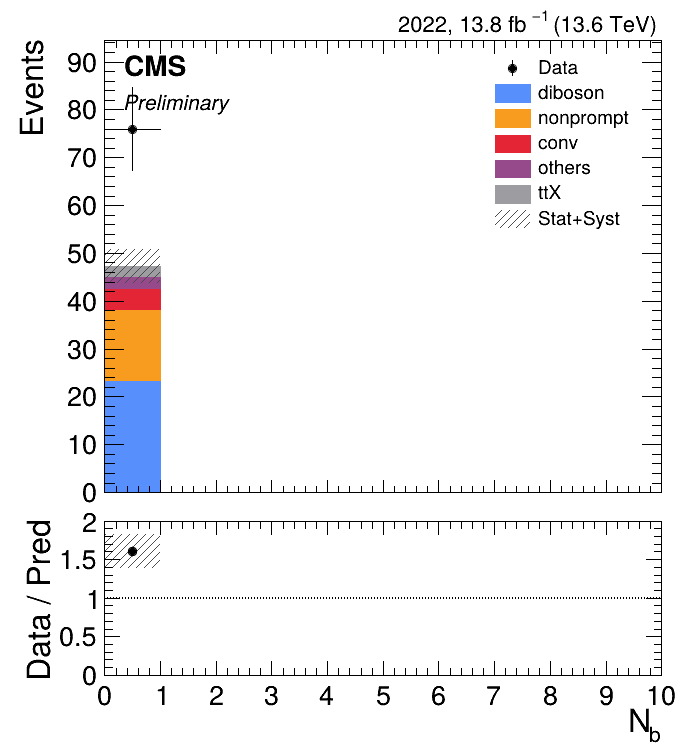 2022, 13.8 fb⁻¹ (13.6 TeV)
Events
90
80
70
60
50
40
30
20
10
0
CMS
Preliminary
Data
diboson
nonprompt
conv
others
ttX
Stat+Syst
Data / Pred
2
1.5
1
0.5
0
0 1 2 3 4 5 6 7 8 9 10
N_b